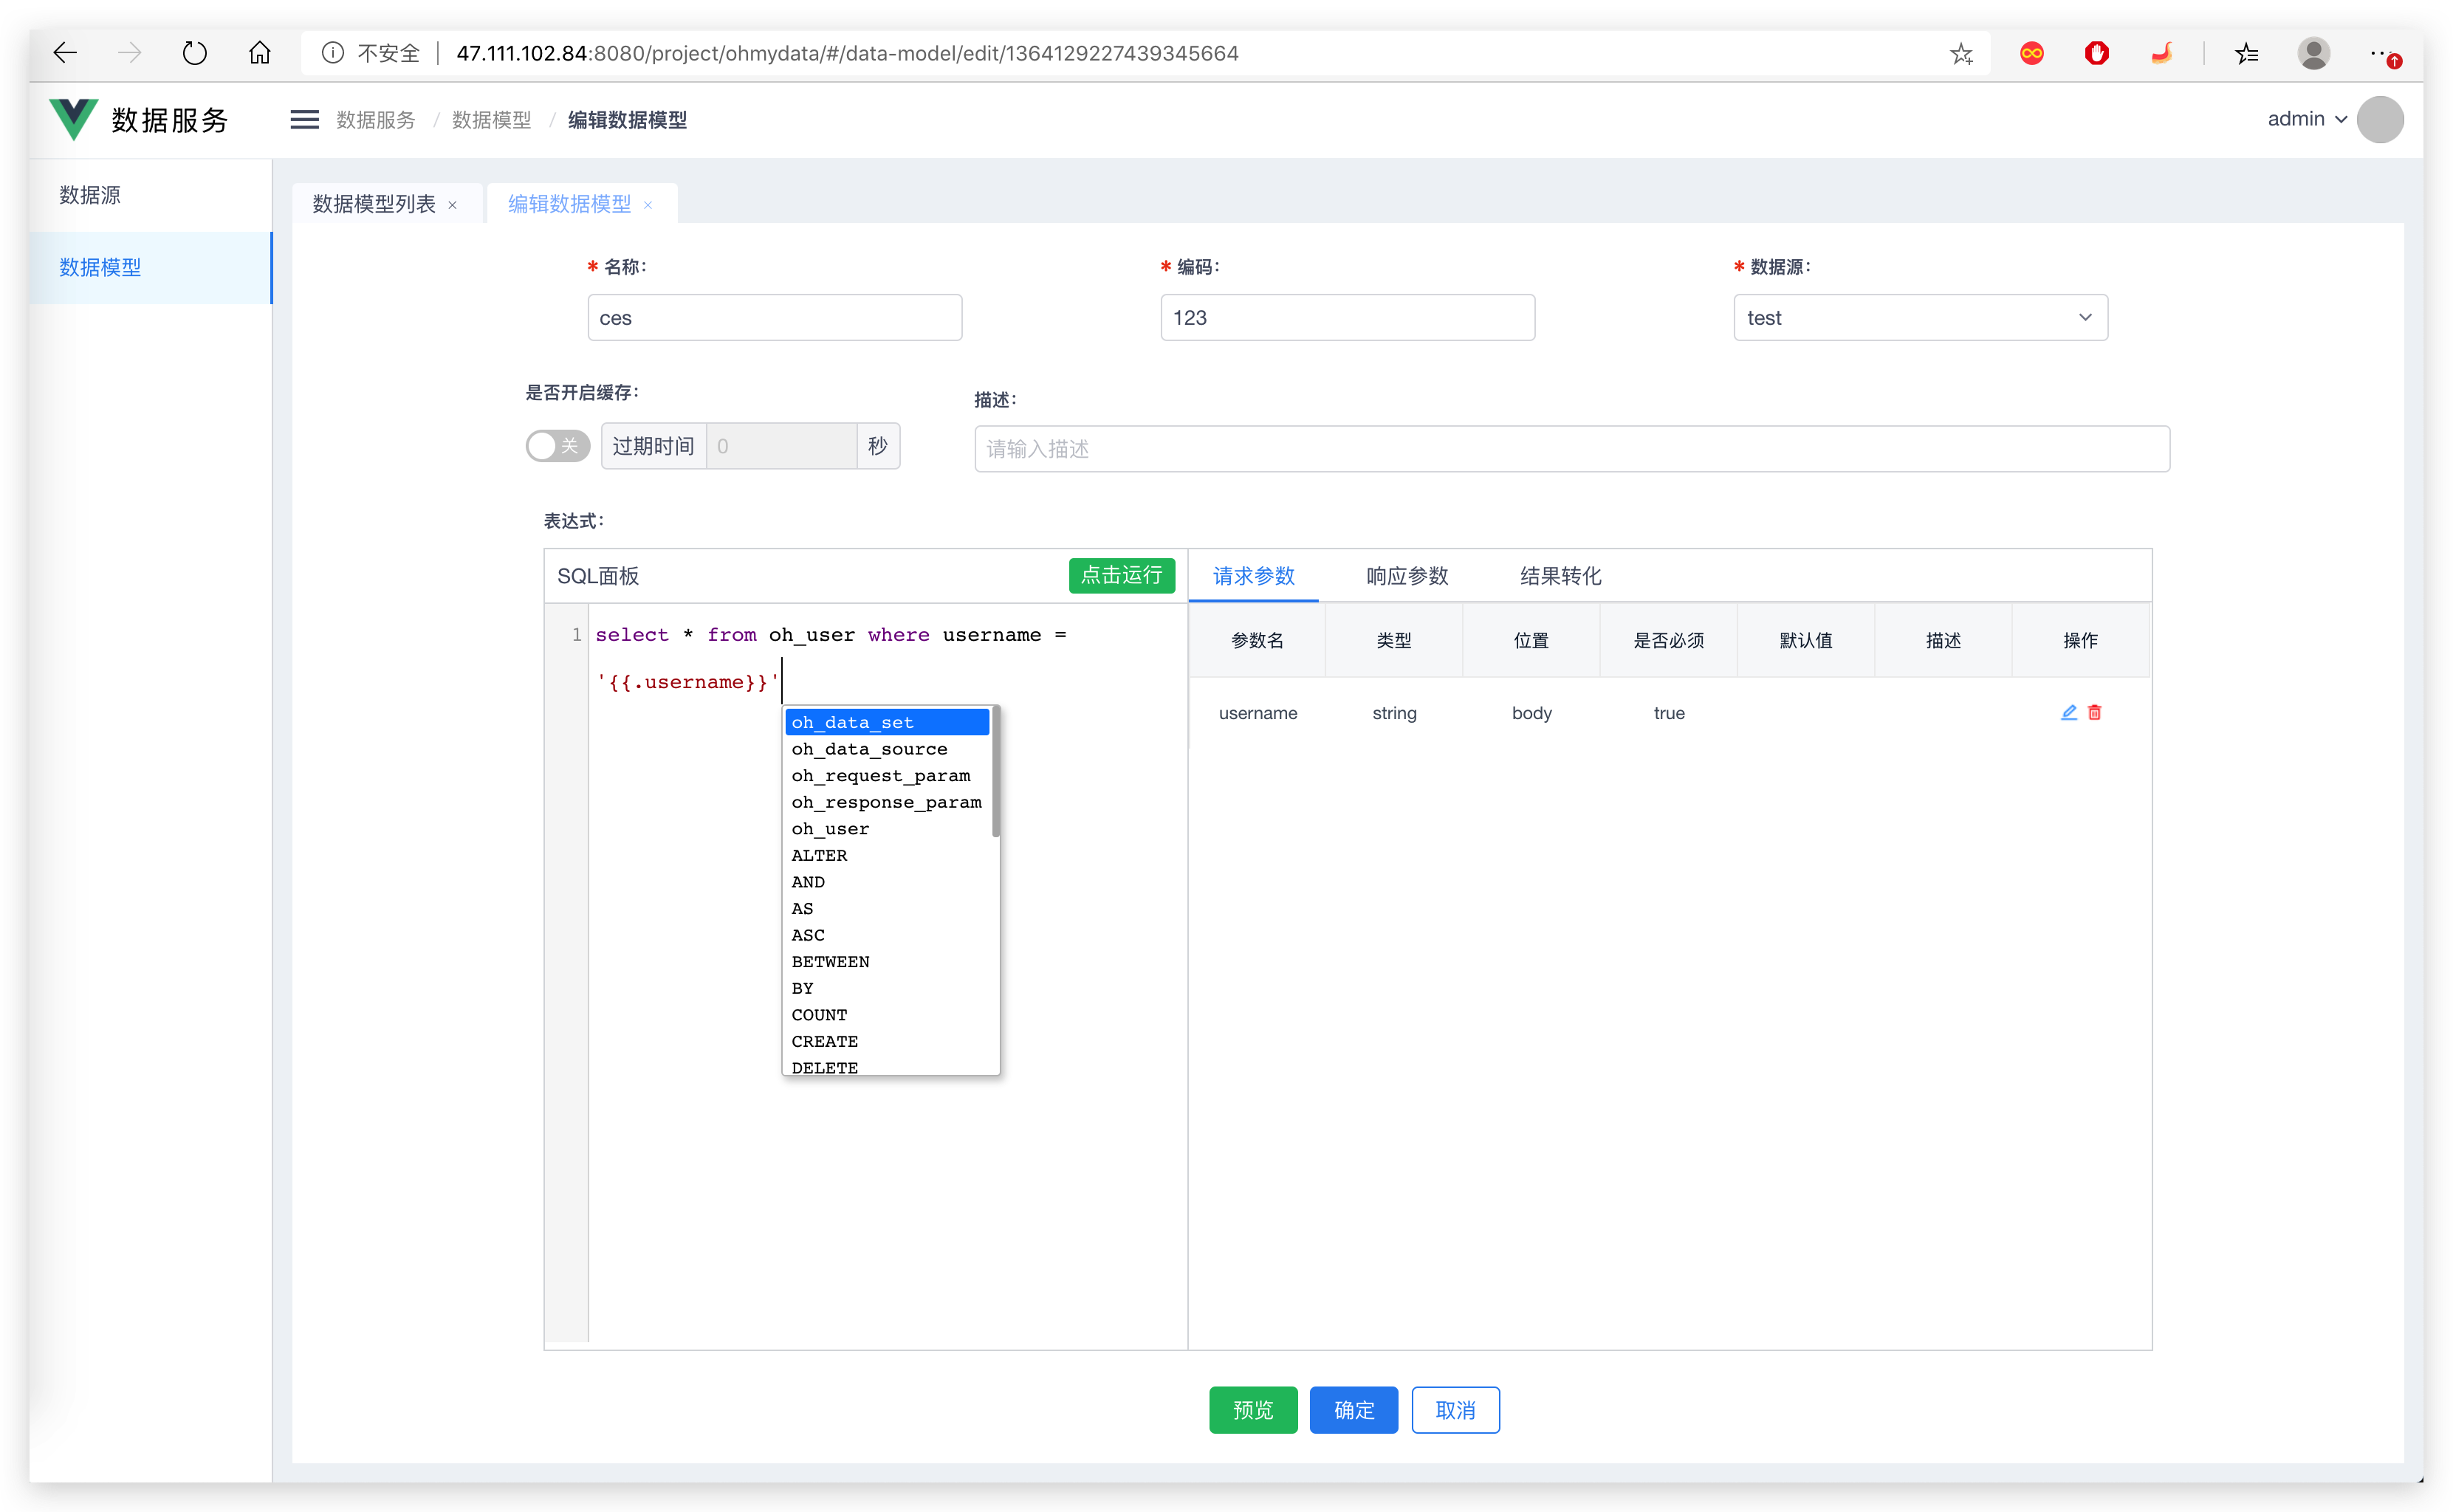 不安全 47.111.102.84:8080/project/ohmydata/#/data-model/edit/1364129227439345664
数据服务 数据服务 / 数据模型 / 编辑数据模型 admin
数据源
数据模型
数据模型列表 × 编辑数据模型 ×
* 名称: * 编码: * 数据源:
ces 123 test
是否开启缓存: 描述:
关 过期时间 0 秒 请输入描述
表达式:
SQL面板 点击运行 请求参数 响应参数 结果转化
参数名 类型 位置 是否必须 默认值 描述 操作
1 select * from oh_user where username =
'{{.username}}'
username string body true
oh_data_set
oh_data_source
oh_request_param
oh_response_param
oh_user
ALTER
AND
AS
ASC
BETWEEN
BY
COUNT
CREATE
DELETE
预览 确定 取消